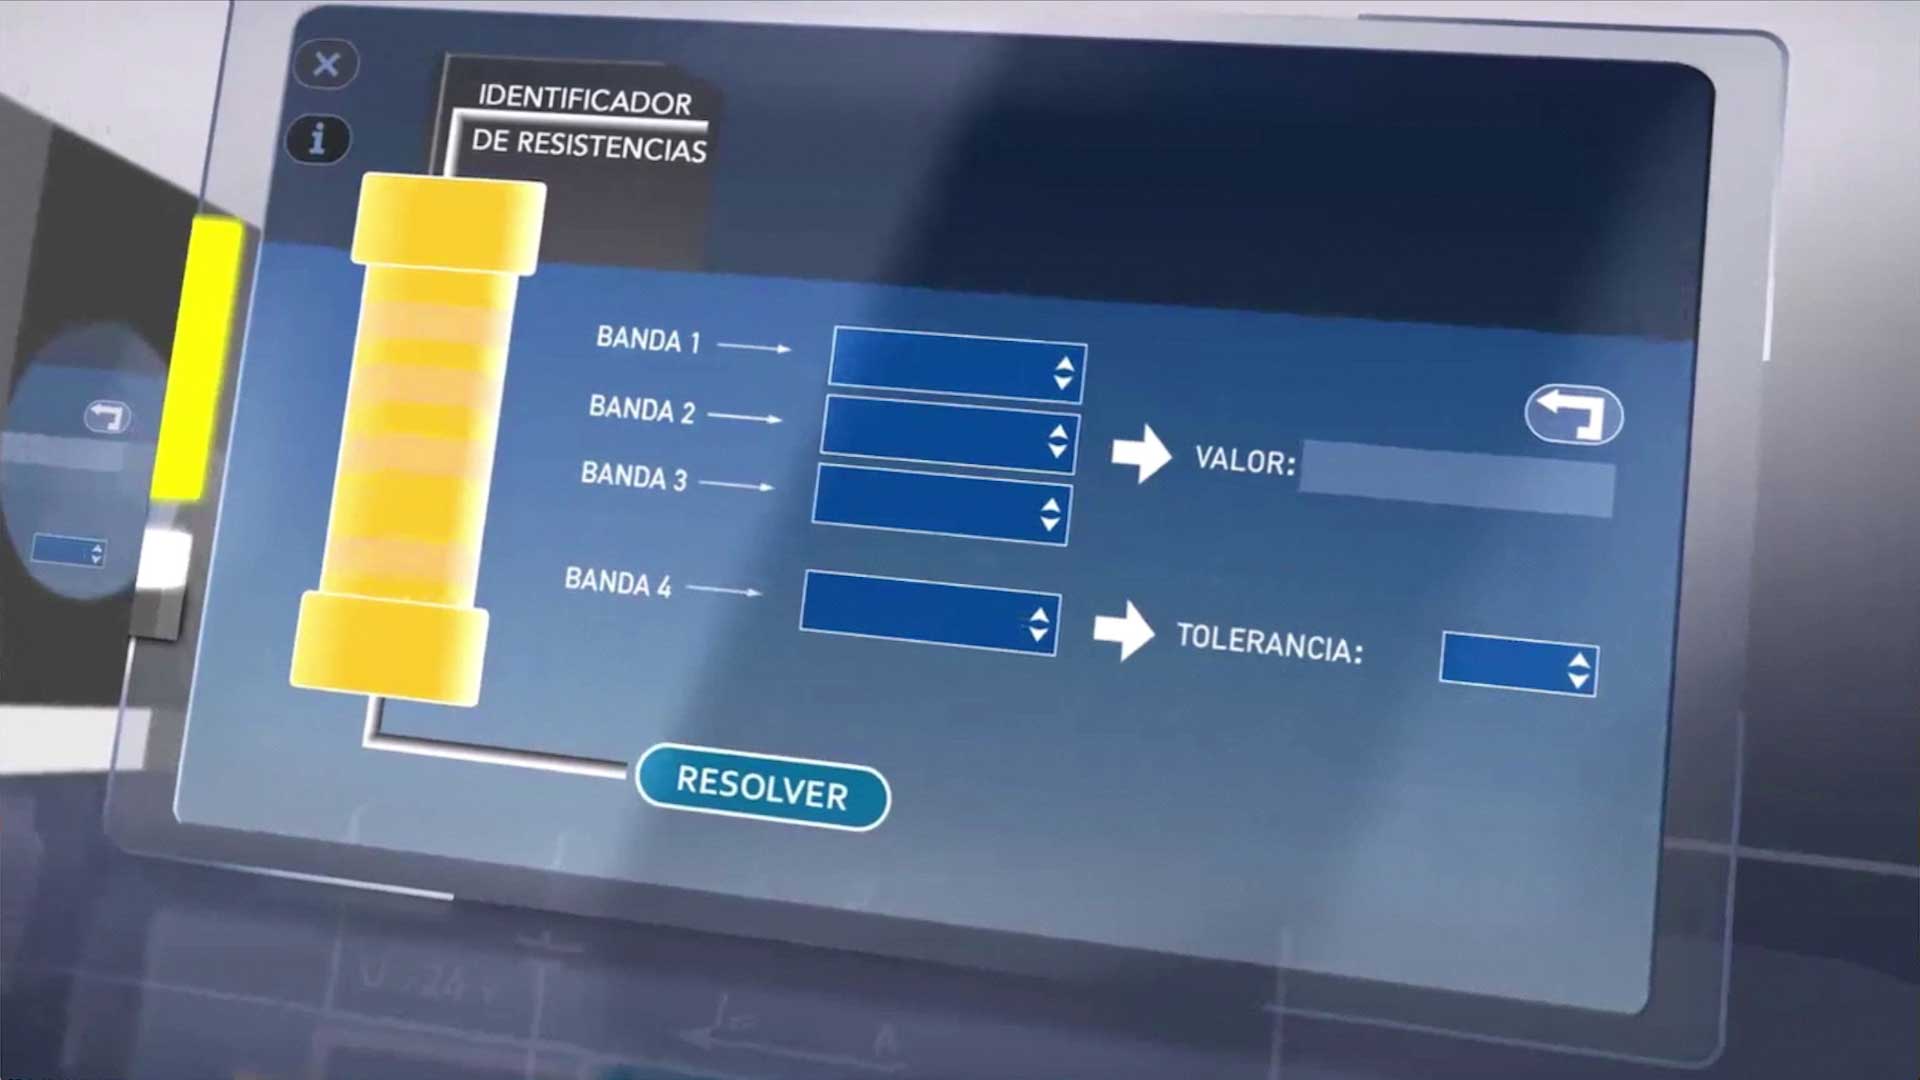 IDENTIFICADOR
DE RESISTENCIAS
BANDA 1
BANDA 2
BANDA 3
VALOR:
BANDA 4
TOLERANCIA:
RESOLVER